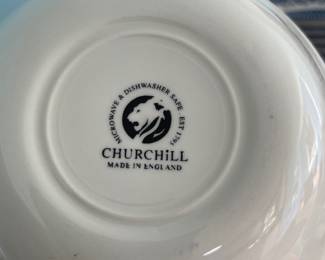 MICROWAVE & DISHWASHER SAFE EST 1795
CHURCHiLL
MADE IN ENGLAND